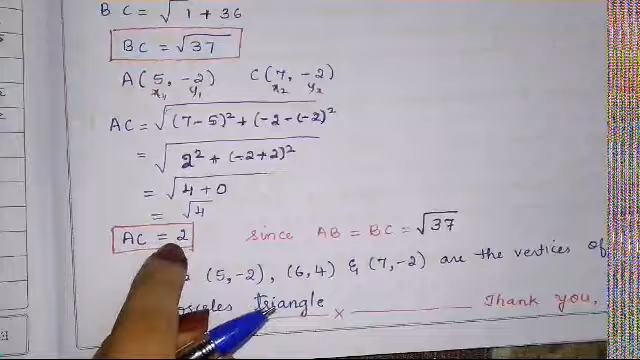 BC = √1 + 36
BC = √37
A(5, -2) C(7, -2)
x₁ y₁ x₂ y₂
AC = √(7-5)² + (-2-(-2)²
= √2² + (-2+2)²
= √4+0
= √4
AC = 2 since AB = BC = √37
(5,-2), (6,4) & (7,-2) are the vertices of
triangle
x Thank you,